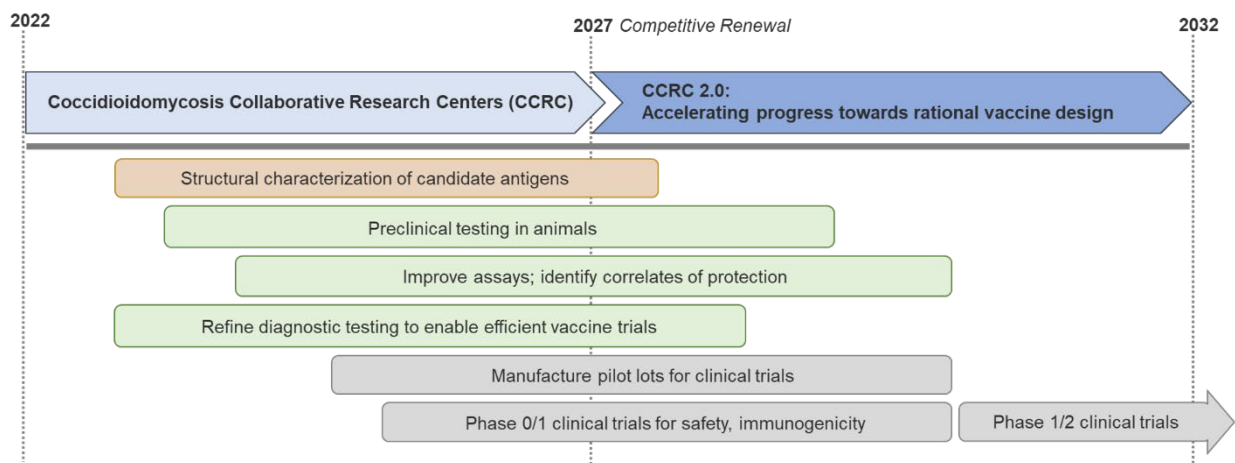 2022
2027 Competitive Renewal
2032
Coccidioidomycosis Collaborative Research Centers (CCRC)
CCRC 2.0:
Accelerating progress towards rational vaccine design
Structural characterization of candidate antigens
Preclinical testing in animals
Improve assays; identify correlates of protection
Refine diagnostic testing to enable efficient vaccine trials
Manufacture pilot lots for clinical trials
Phase 0/1 clinical trials for safety, immunogenicity
Phase 1/2 clinical trials